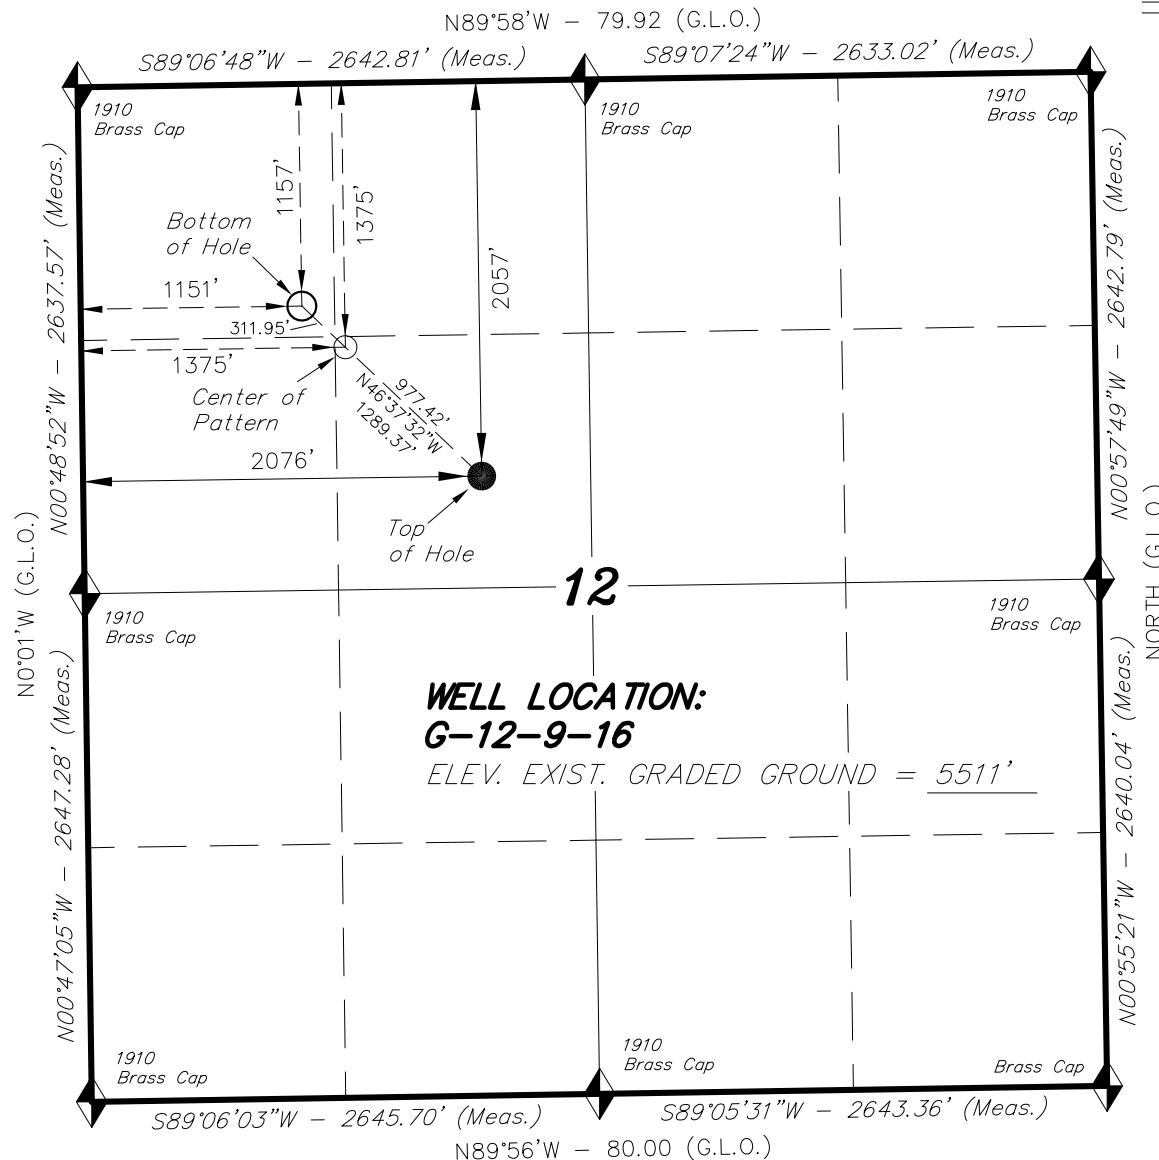 N89°58'W - 79.92 (G.L.O.)
S89°06'48"W - 2642.81' (Meas.)
S89°07'24"W - 2633.02' (Meas.)
1910
Brass Cap
1910
Brass Cap
1910
Brass Cap
N00°48'52"W - 2637.57' (Meas.)
N00°57'49"W - 2642.79' (Meas.)
1157'
1375'
2057'
Bottom
of Hole
1151'
311.95'
1375'
Center of
Pattern
977.42'
N46°37'32"W
1289.37'
2076'
Top
of Hole
N0°01'W (G.L.O.)
NORTH (G.L.O.)
12
1910
Brass Cap
1910
Brass Cap
WELL LOCATION:
G-12-9-16
ELEV. EXIST. GRADED GROUND = 5511'
N00°47'05"W - 2647.28' (Meas.)
N00°55'21"W - 2640.04' (Meas.)
1910
Brass Cap
1910
Brass Cap
Brass Cap
S89°06'03"W - 2645.70' (Meas.)
S89°05'31"W - 2643.36' (Meas.)
N89°56'W - 80.00 (G.L.O.)